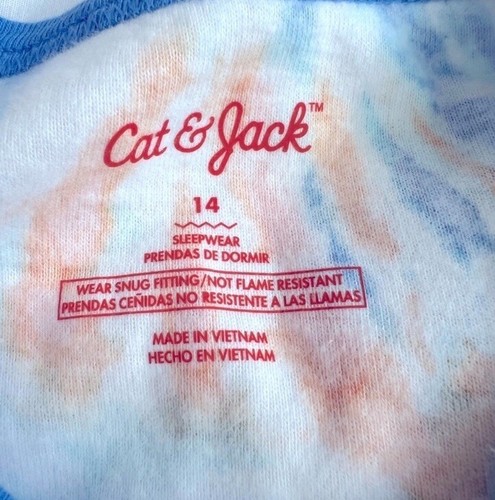 Cat & Jack™
14
SLEEPWEAR
PRENDAS DE DORMIR
WEAR SNUG FITTING/NOT FLAME RESISTANT
PRENDAS CEÑIDAS NO RESISTENTE A LAS LLAMAS
MADE IN VIETNAM
HECHO EN VIETNAM